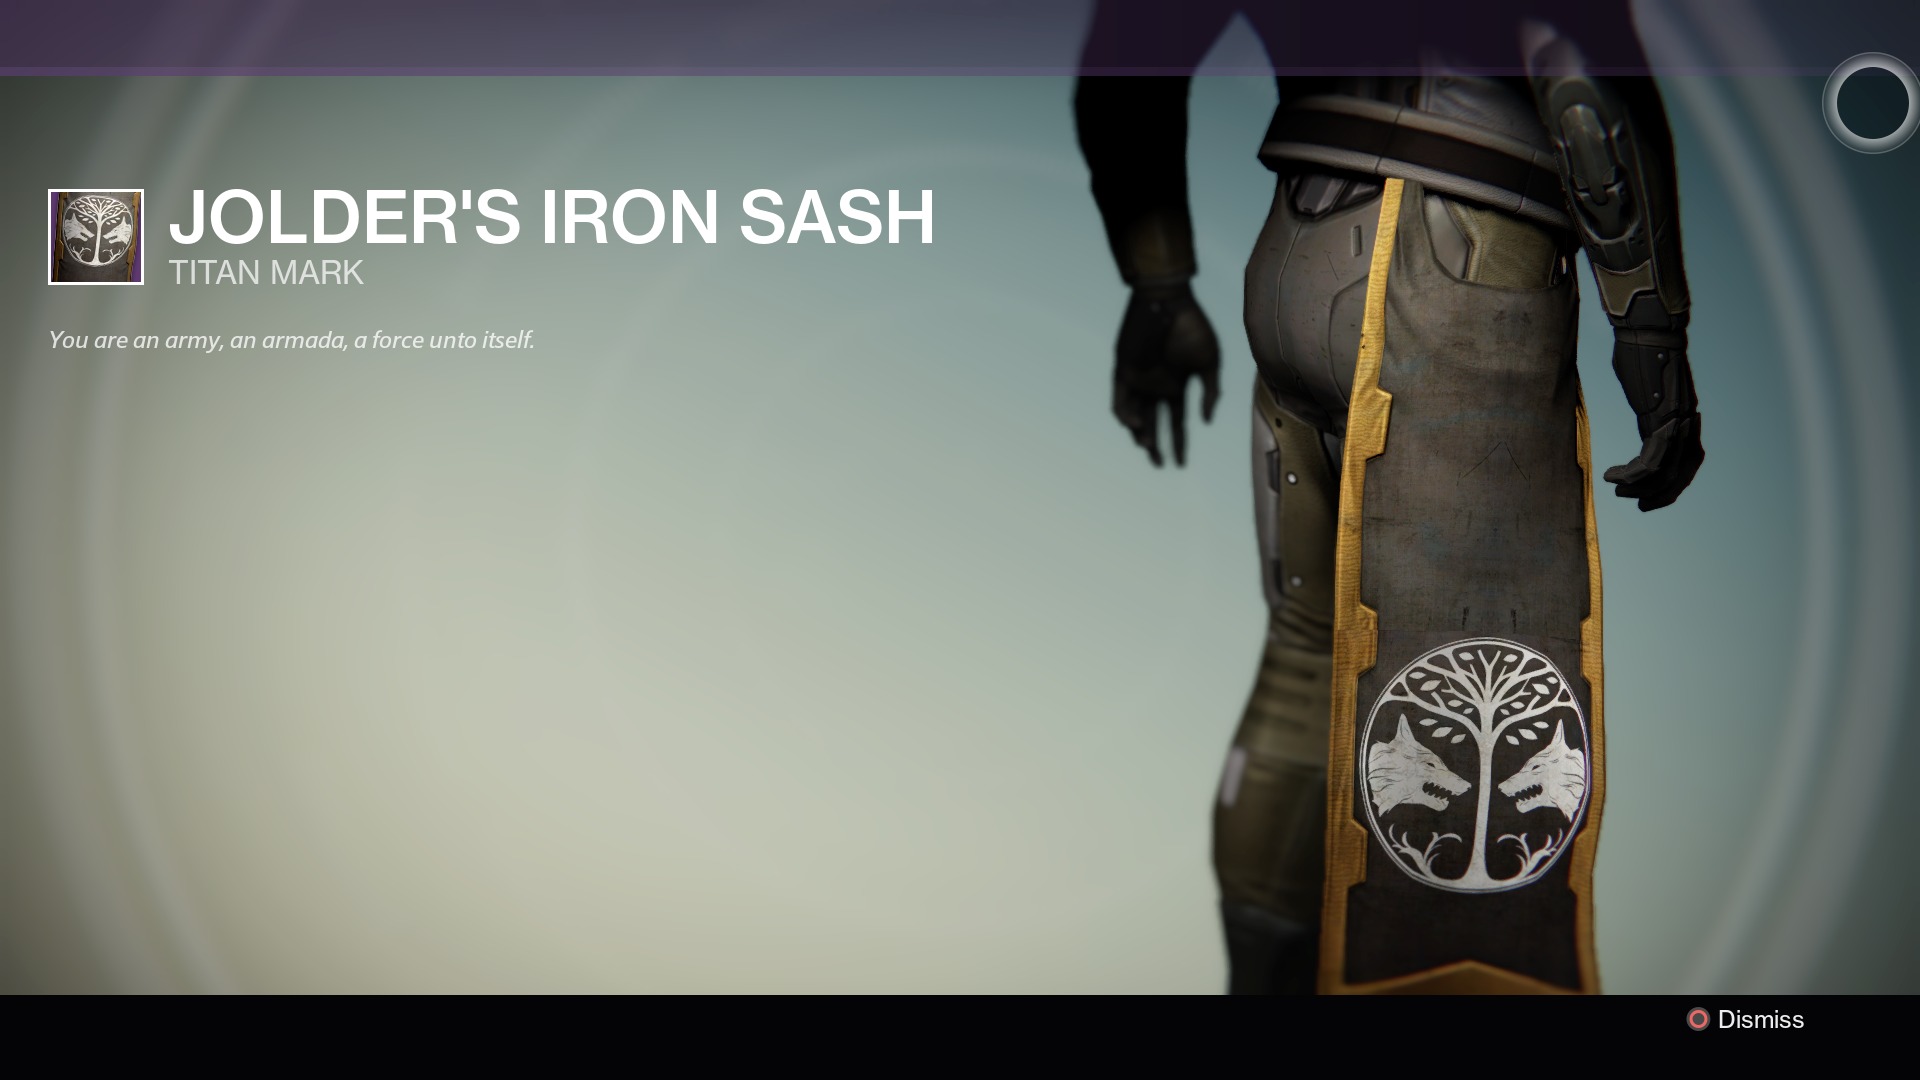 JOLDER'S IRON SASH
TITAN MARK
You are an army, an armada, a force unto itself.
Dismiss